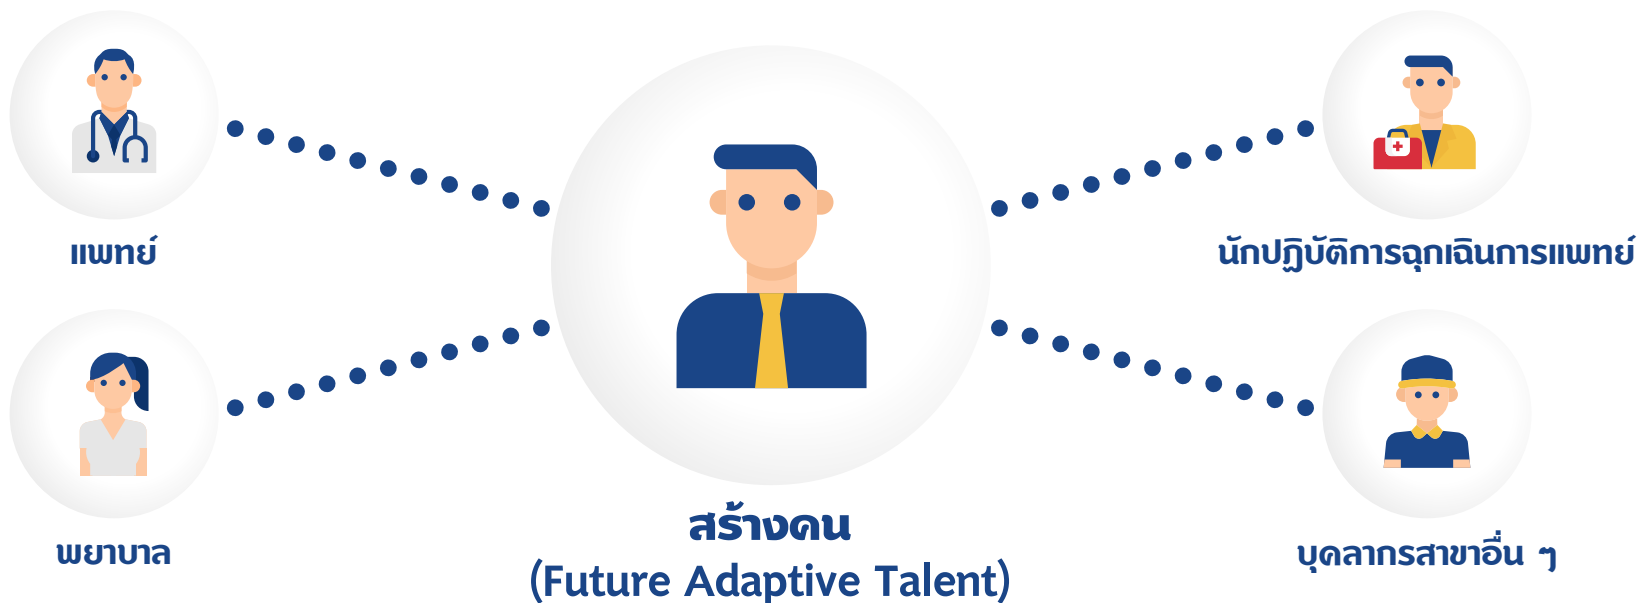 แพทย์
นักปฏิบัติการฉุกเฉินการแพทย์
พยาบาล
สร้างคน
(Future Adaptive Talent)
บุคลากรสาขาอื่น ๆ